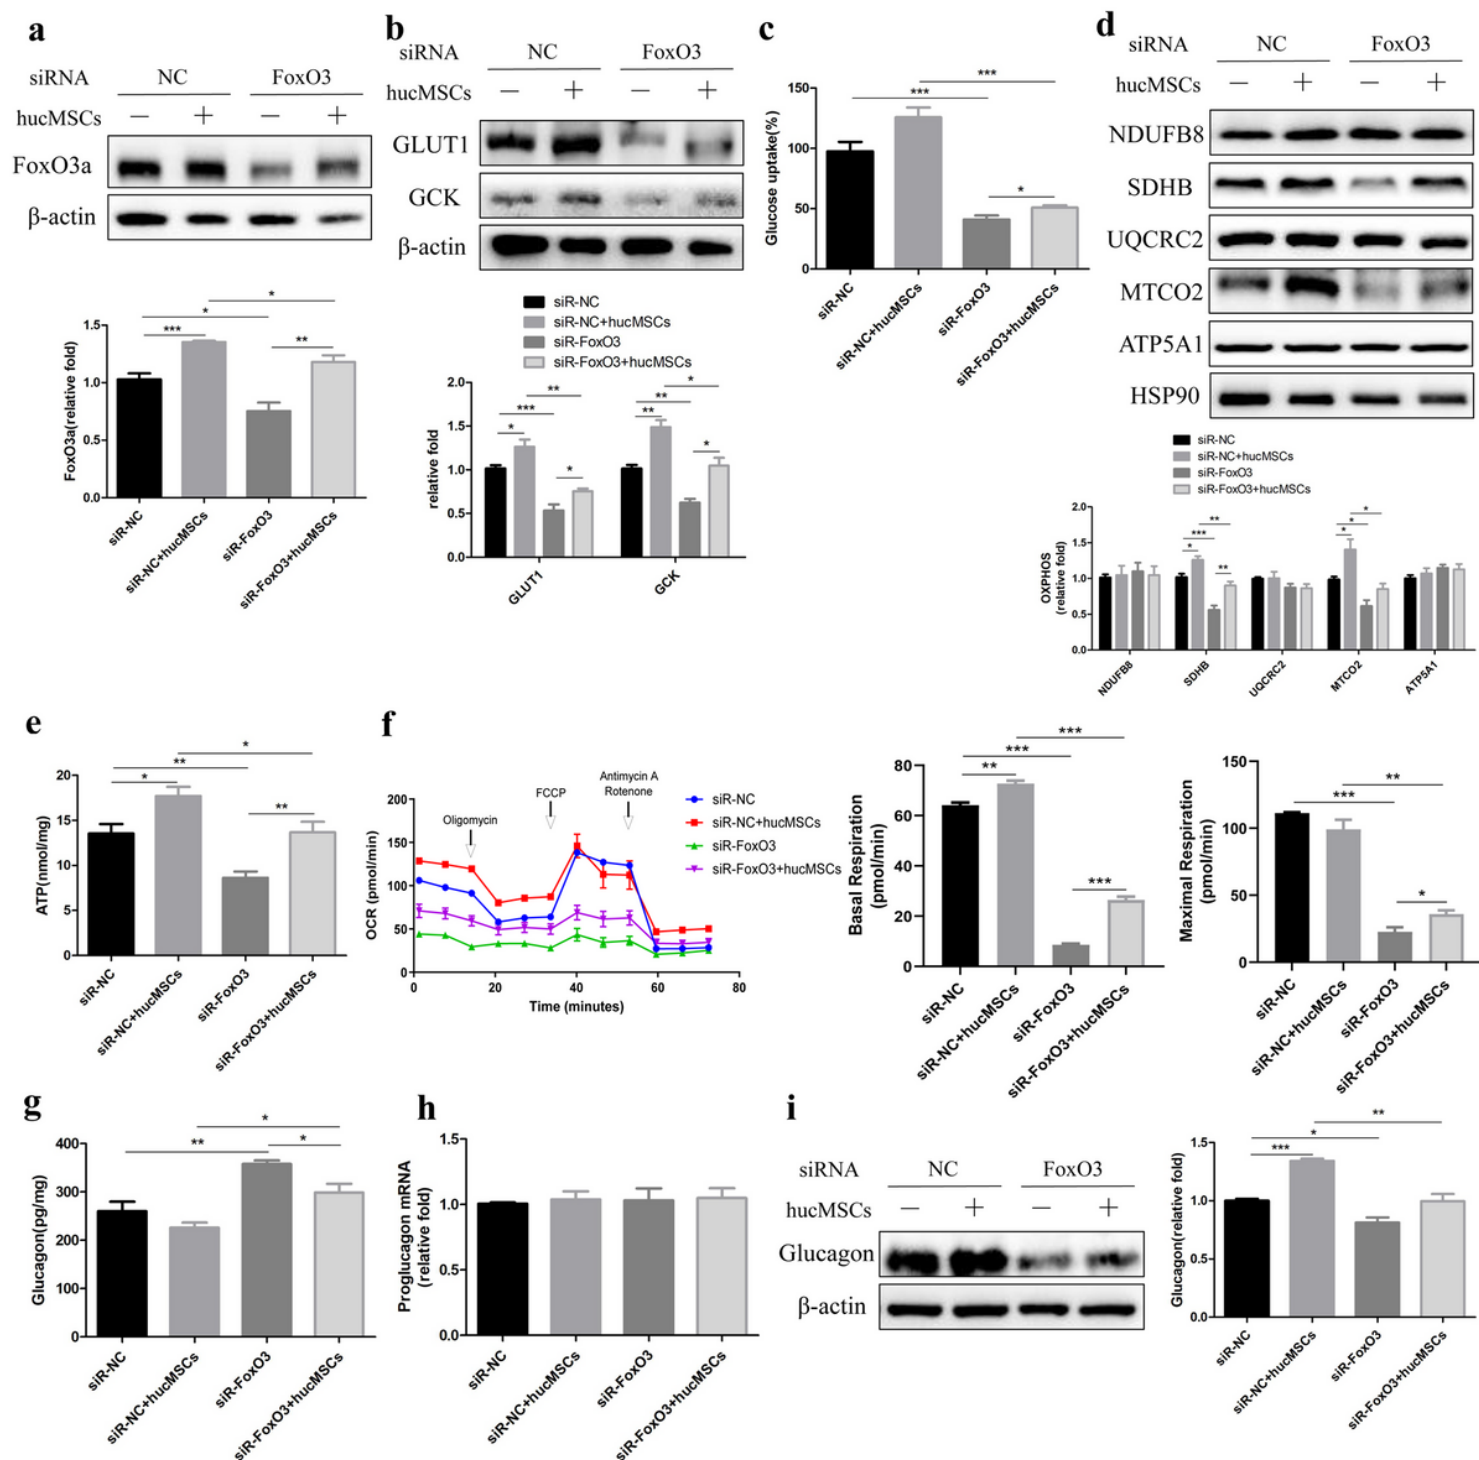 a
siRNA NC FoxO3
hucMSCs — + — +
FoxO3a
β-actin
FoxO3a(relative fold)
1.5
1.0
0.5
0.0
* * *** **
siR-NC
siR-NC+hucMSCs
siR-FoxO3
siR-FoxO3+hucMSCs
b
siRNA NC FoxO3
hucMSCs — + — +
GLUT1
GCK
β-actin
siR-NC
siR-NC+hucMSCs
siR-FoxO3
siR-FoxO3+hucMSCs
relative fold
2.0
1.5
1.0
0.5
0.0
** *** * *
* ** ** *
GLUT1 GCK
c
Glucose uptake(%)
150
100
50
0
***
***
*
siR-NC
siR-NC+hucMSCs
siR-FoxO3
siR-FoxO3+hucMSCs
d
siRNA NC FoxO3
hucMSCs — + — +
NDUFB8
SDHB
UQCRC2
MTCO2
ATP5A1
HSP90
siR-NC
siR-NC+hucMSCs
siR-FoxO3
siR-FoxO3+hucMSCs
OXPHOS
(relative fold)
2.0
1.5
1.0
0.5
0.0
** *** * **
* * *
NDUFB8
SDHB
UQCRC2
MTCO2
ATP5A1
e
ATP(nmol/mg)
20
15
10
5
0
*
**
*
**
siR-NC
siR-NC+hucMSCs
siR-FoxO3
siR-FoxO3+hucMSCs
f
OCR (pmol/min)
200
150
100
50
0
Oligomycin
FCCP
Antimycin A
Rotenone
siR-NC
siR-NC+hucMSCs
siR-FoxO3
siR-FoxO3+hucMSCs
0 20 40 60 80
Time (minutes)
Basal Respiration
(pmol/min)
80
60
40
20
0
***
***
**
***
siR-NC
siR-NC+hucMSCs
siR-FoxO3
siR-FoxO3+hucMSCs
Maximal Respiration
(pmol/min)
150
100
50
0
**
***
*
siR-NC
siR-NC+hucMSCs
siR-FoxO3
siR-FoxO3+hucMSCs
g
Glucagon(pg/mg)
400
300
200
100
0
*
**
*
siR-NC
siR-NC+hucMSCs
siR-FoxO3
siR-FoxO3+hucMSCs
h
Proglucagon mRNA
(relative fold)
1.5
1.0
0.5
0.0
siR-NC
siR-NC+hucMSCs
siR-FoxO3
siR-FoxO3+hucMSCs
i
siRNA NC FoxO3
hucMSCs — + — +
Glucagon
β-actin
Glucagon(relative fold)
1.5
1.0
0.5
0.0
**
*
***
siR-NC
siR-NC+hucMSCs
siR-FoxO3
siR-FoxO3+hucMSCs